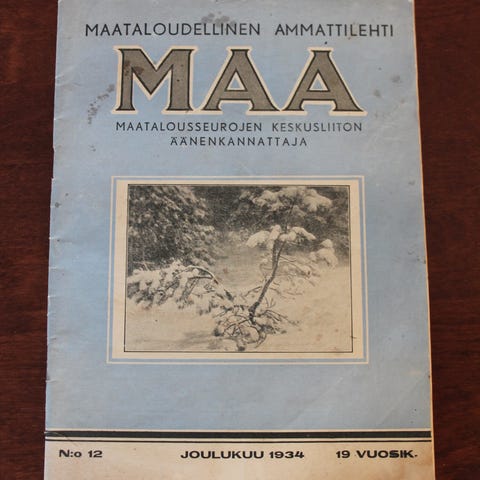 MAATALOUDELLINEN AMMATTILEHTI
MAA
MAATALOUSSEUROJEN KESKUSLIITON
ÄÄNENKANNATTAJA
N:o 12 JOULUKUU 1934 19 VUOSIK.